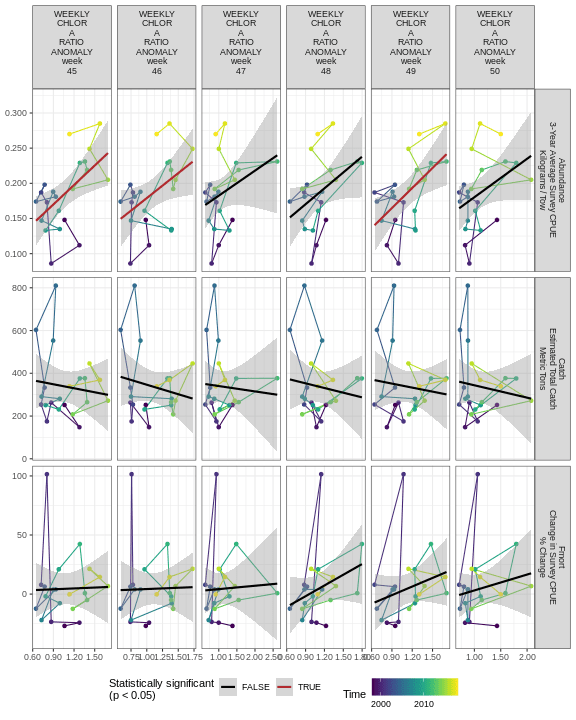 WEEKLY CHLOR A RATIO ANOMALY week 45
WEEKLY CHLOR A RATIO ANOMALY week 46
WEEKLY CHLOR A RATIO ANOMALY week 47
WEEKLY CHLOR A RATIO ANOMALY week 48
WEEKLY CHLOR A RATIO ANOMALY week 49
WEEKLY CHLOR A RATIO ANOMALY week 50
0.300
0.250
0.200
0.150
0.100
Abundance
3-Year Average Survey CPUE
Kilograms / Tow
800
600
400
200
0
Catch
Estimated Total Catch
Metric Tons
100
50
0
Fmort
Change in Survey CPUE
% Change
0.60 0.90 1.20 1.50
0.75 1.00 1.25 1.50 1.75
1.00 1.50 2.00 2.50
0.60 0.90 1.20 1.50
0.60 0.90 1.20 1.50
0.60 1.00 1.50 2.00
Statistically significant
(p < 0.05)
FALSE
TRUE
Time
2000
2010